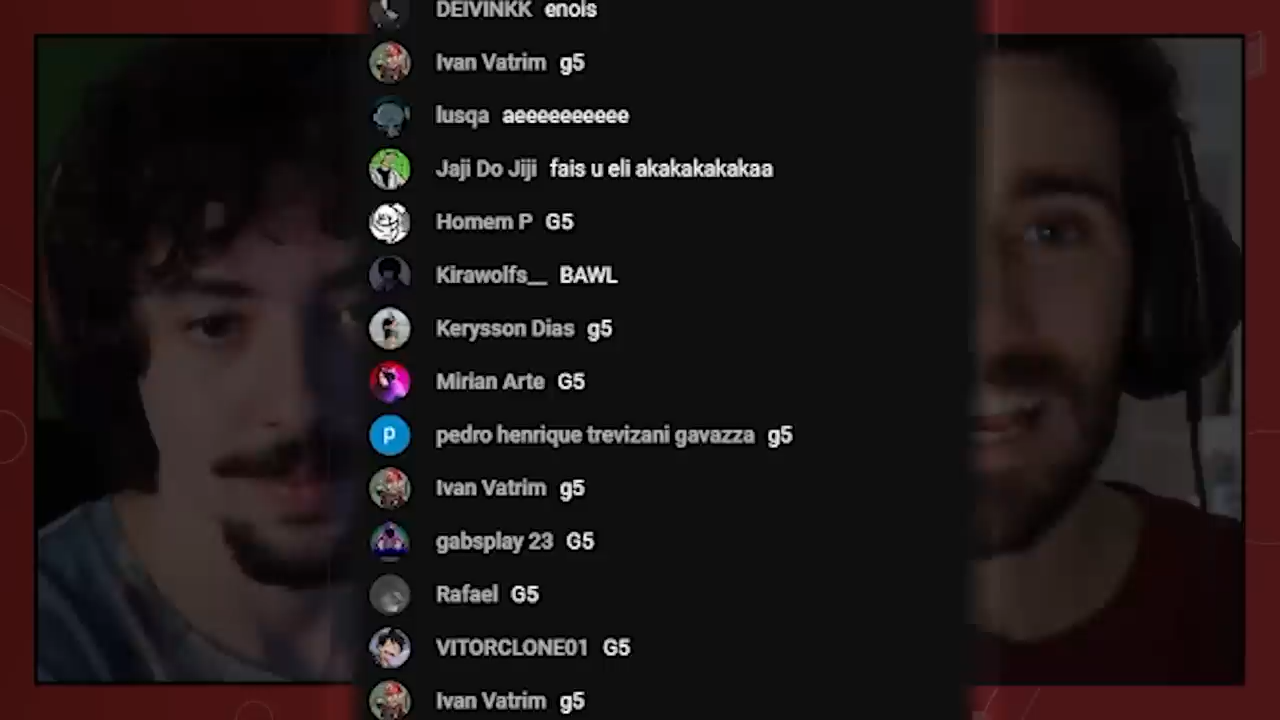 DEIVINKK enois
Ivan Vatrim g5
lusqa aeeeeeeeeee
Jaji Do Jiji fais u eli akakakakakaa
Homem P G5
Kirawolfs__ BAWL
Kerysson Dias g5
Mirian Arte G5
P
pedro henrique trevizani gavazza g5
Ivan Vatrim g5
gabsplay 23 G5
Rafael G5
VITORCLONE01 G5
Ivan Vatrim g5